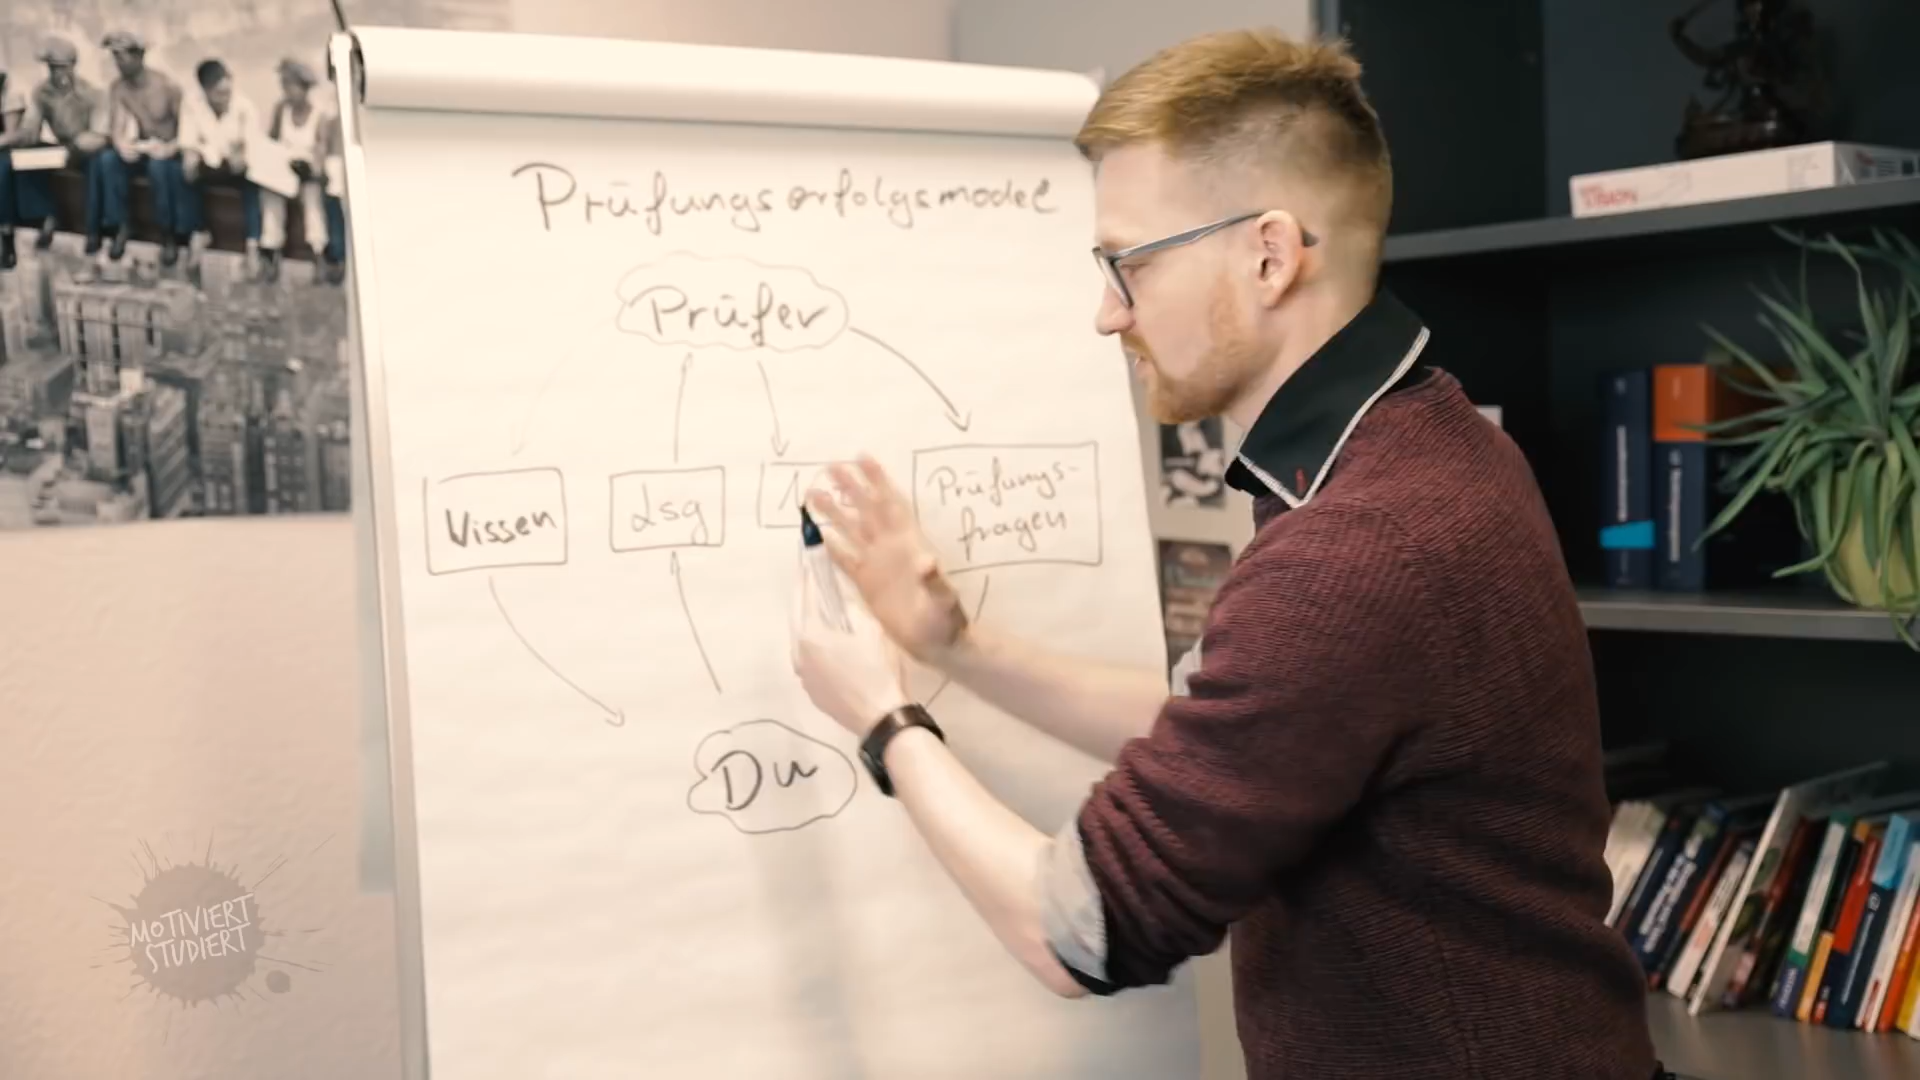 Prüfungserfolgsmodel
Prüfer
Wissen
Lsg
Prüfungs-
fragen
Du
MOTIVIERT
STUDIERT